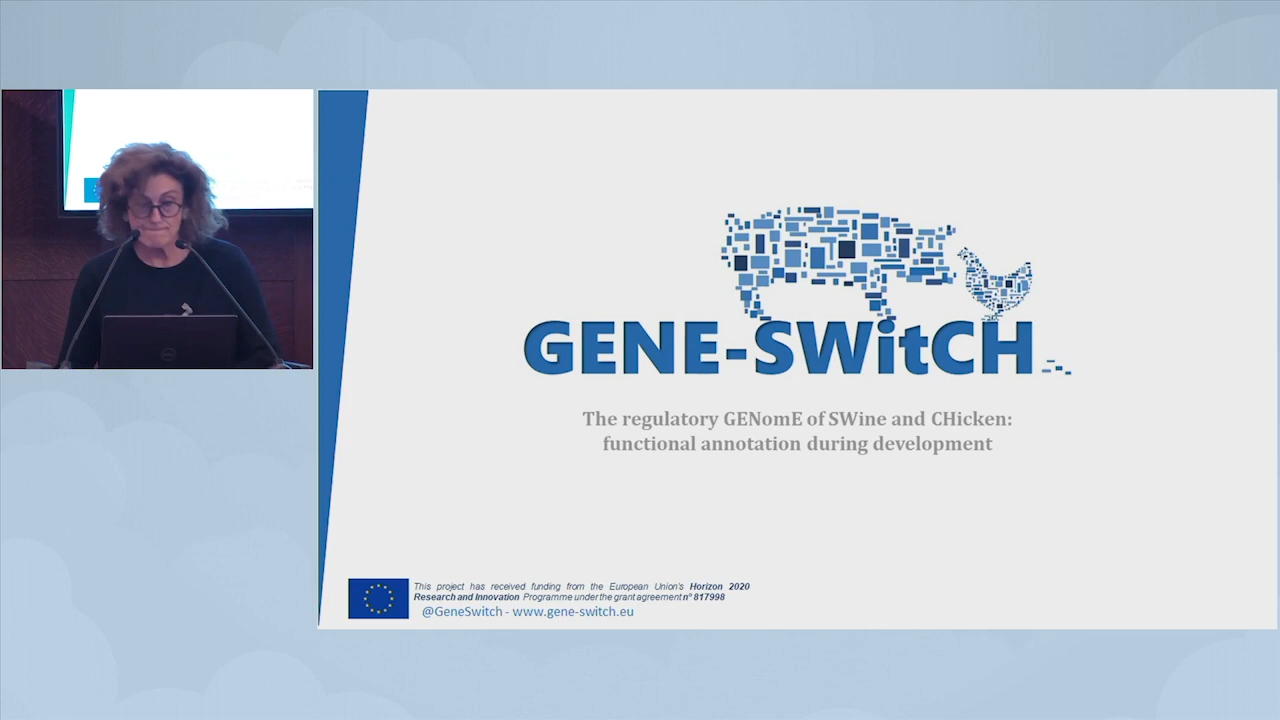 GENE-SWitCH
The regulatory GENomE of SWine and CHicken:
functional annotation during development
This project has received funding from the European Union's Horizon 2020
Research and Innovation Programme under the grant agreement n° 817998
@GeneSwitch - www.gene-switch.eu
DELL